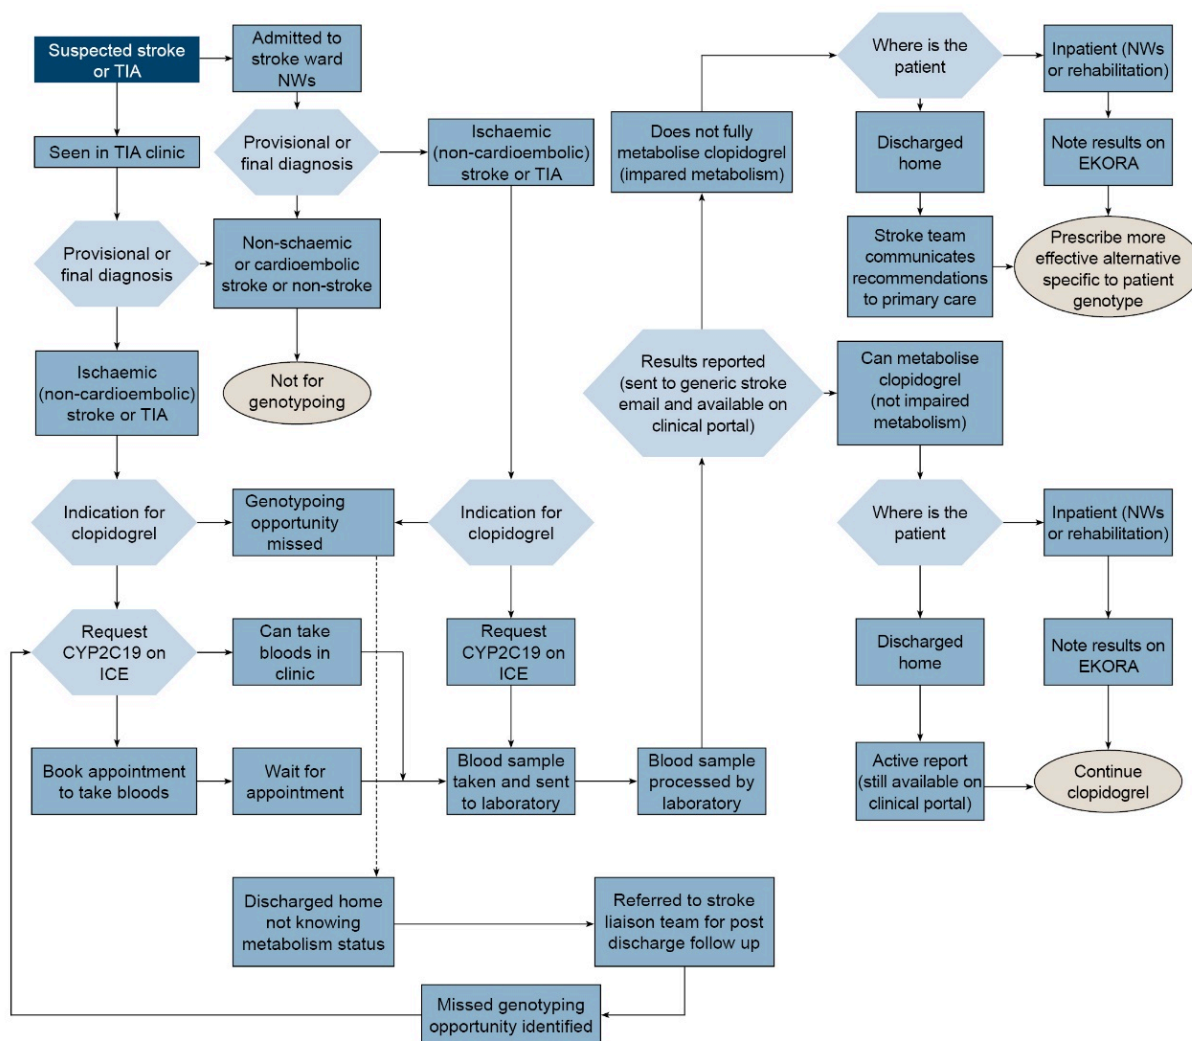 Suspected stroke
or TIA
Admitted to
stroke ward
NWs
Seen in TIA clinic
Provisional or
final diagnosis
Ischaemic
(non-cardioembolic)
stroke or TIA
Provisional or
final diagnosis
Non-schaemic
or cardioembolic
stroke or non-stroke
Ischaemic
(non-cardioembolic)
stroke or TIA
Not for
genotypoing
Indication for
clopidogrel
Genotypoing
opportunity
missed
Indication for
clopidogrel
Request
CYP2C19 on
ICE
Can take
bloods in
clinic
Request
CYP2C19 on
ICE
Book appointment
to take bloods
Wait for
appointment
Blood sample
taken and sent
to laboratory
Blood sample
processed by
laboratory
Discharged home
not knowing
metabolism status
Referred to stroke
liaison team for post
discharge follow up
Missed genotyping
opportunity identified
Results reported
(sent to generic stroke
email and available on
clinical portal)
Does not fully
metabolise clopidogrel
(impared metabolism)
Where is the
patient
Inpatient (NWs
or rehabilitation)
Discharged
home
Note results on
EKORA
Stroke team
communicates
recommendations
to primary care
Prescribe more
effective alternative
specific to patient
genotype
Can metabolise
clopidogrel
(not impaired
metabolism)
Where is the
patient
Inpatient (NWs
or rehabilitation)
Discharged
home
Note results on
EKORA
Active report
(still available on
clinical portal)
Continue
clopidogrel